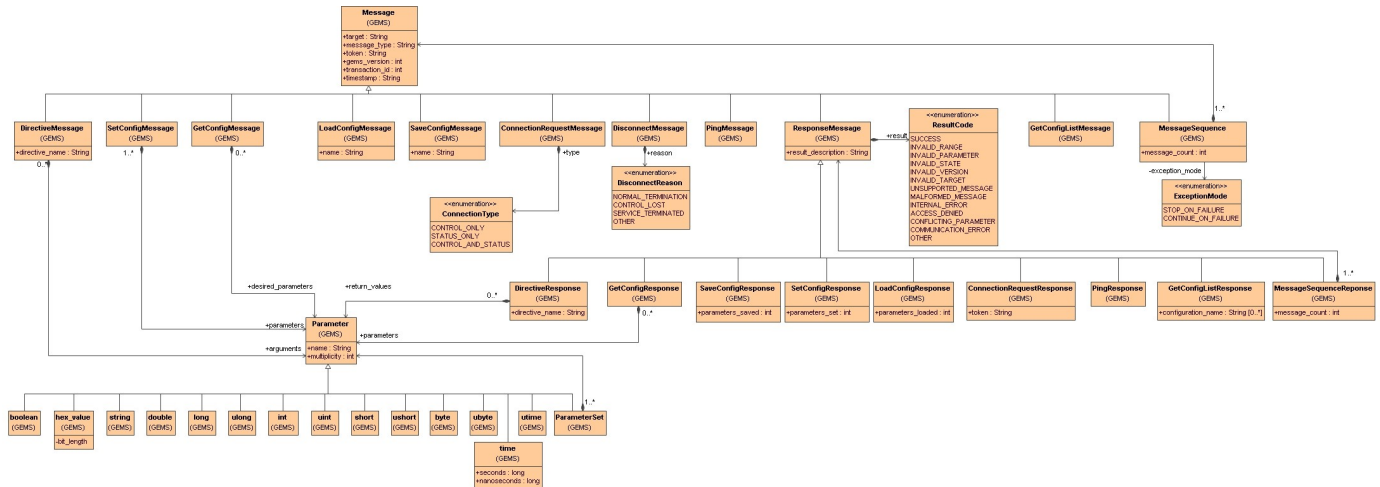 Message
(GEMS)
+target : String
+message_type : String
+token : String
+gems_version : int
+transaction_id : int
+timestamp : String
1..*
DirectiveMessage
(GEMS)
+directive_name : String
0..*
SetConfigMessage
(GEMS)
1..*
GetConfigMessage
(GEMS)
0..*
LoadConfigMessage
(GEMS)
+name : String
SaveConfigMessage
(GEMS)
+name : String
ConnectionRequestMessage
(GEMS)
+type
DisconnectMessage
(GEMS)
+reason
PingMessage
(GEMS)
ResponseMessage
(GEMS)
+result_description : String
+result
<<enumeration>>
ResultCode
SUCCESS
INVALID_RANGE
INVALID_PARAMETER
INVALID_STATE
INVALID_VERSION
INVALID_TARGET
UNSUPPORTED_MESSAGE
MALFORMED_MESSAGE
INTERNAL_ERROR
ACCESS_DENIED
CONFLICTING_PARAMETER
COMMUNICATION_ERROR
OTHER
GetConfigListMessage
(GEMS)
MessageSequence
(GEMS)
+message_count : int
-exception_mode
<<enumeration>>
ExceptionMode
STOP_ON_FAILURE
CONTINUE_ON_FAILURE
<<enumeration>>
DisconnectReason
NORMAL_TERMINATION
CONTROL_LOST
SERVICE_TERMINATED
OTHER
<<enumeration>>
ConnectionType
CONTROL_ONLY
STATUS_ONLY
CONTROL_AND_STATUS
+desired_parameters
+return_values
0..*
DirectiveResponse
(GEMS)
+directive_name : String
GetConfigResponse
(GEMS)
0..*
SaveConfigResponse
(GEMS)
+parameters_saved : int
SetConfigResponse
(GEMS)
+parameters_set : int
LoadConfigResponse
(GEMS)
+parameters_loaded : int
ConnectionRequestResponse
(GEMS)
+token : String
PingResponse
(GEMS)
GetConfigListResponse
(GEMS)
+configuration_name : String [0..*]
1..*
MessageSequenceReponse
(GEMS)
+message_count : int
+parameters
Parameter
(GEMS)
+name : String
+multiplicity : int
+parameters
+arguments
boolean
(GEMS)
hex_value
(GEMS)
-bit_length
string
(GEMS)
double
(GEMS)
long
(GEMS)
ulong
(GEMS)
int
(GEMS)
uint
(GEMS)
short
(GEMS)
ushort
(GEMS)
byte
(GEMS)
ubyte
(GEMS)
utime
(GEMS)
1..*
ParameterSet
(GEMS)
time
(GEMS)
+seconds : long
+nanoseconds : long